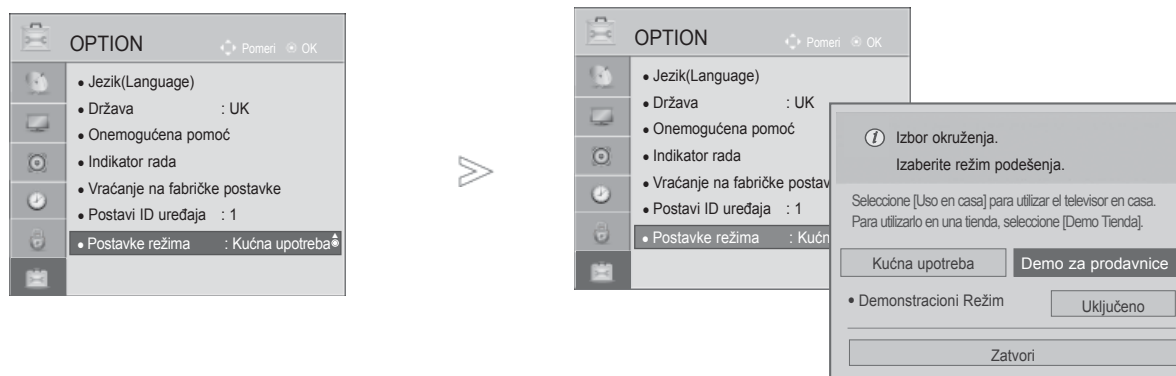 OPTION
Pomeri OK
• Jezik(Language)
• Država : UK
• Onemogućena pomoć
• Indikator rada
• Vraćanje na fabričke postavke
• Postavi ID uređaja : 1
• Postavke režima : Kućna upotreba
OPTION
Pomeri OK
• Jezik(Language)
• Država : UK
• Onemogućena pomoć
• Indikator rada
• Vraćanje na fabričke postav
• Postavi ID uređaja : 1
• Postavke režima : Kućn
i Izbor okruženja.
Izaberite režim podešenja.
Seleccione [Uso en casa] para utilizar el televisor en casa.
Para utilizarlo en una tienda, seleccione [Demo Tienda].
Kućna upotreba
Demo za prodavnice
• Demonstracioni Režim
Uključeno
Zatvori